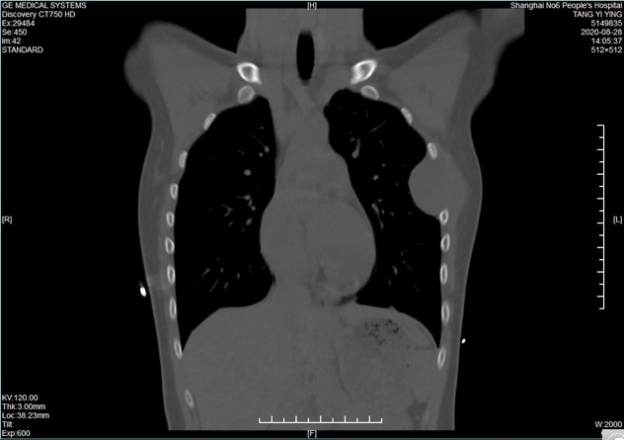 GE MEDICAL SYSTEMS
Discovery CT750 HD
Ex:29484
Se:450
Im:42
STANDARD
[H]
Shanghai No6 People's Hospital
TANG YI YING
5149835
2020-08-28
14:05:37
512×512
[R]
[L]
KV:120.00
Thk:3.00mm
Loc:38.23mm
Tilt:
Exp:600
[F]
W:2000